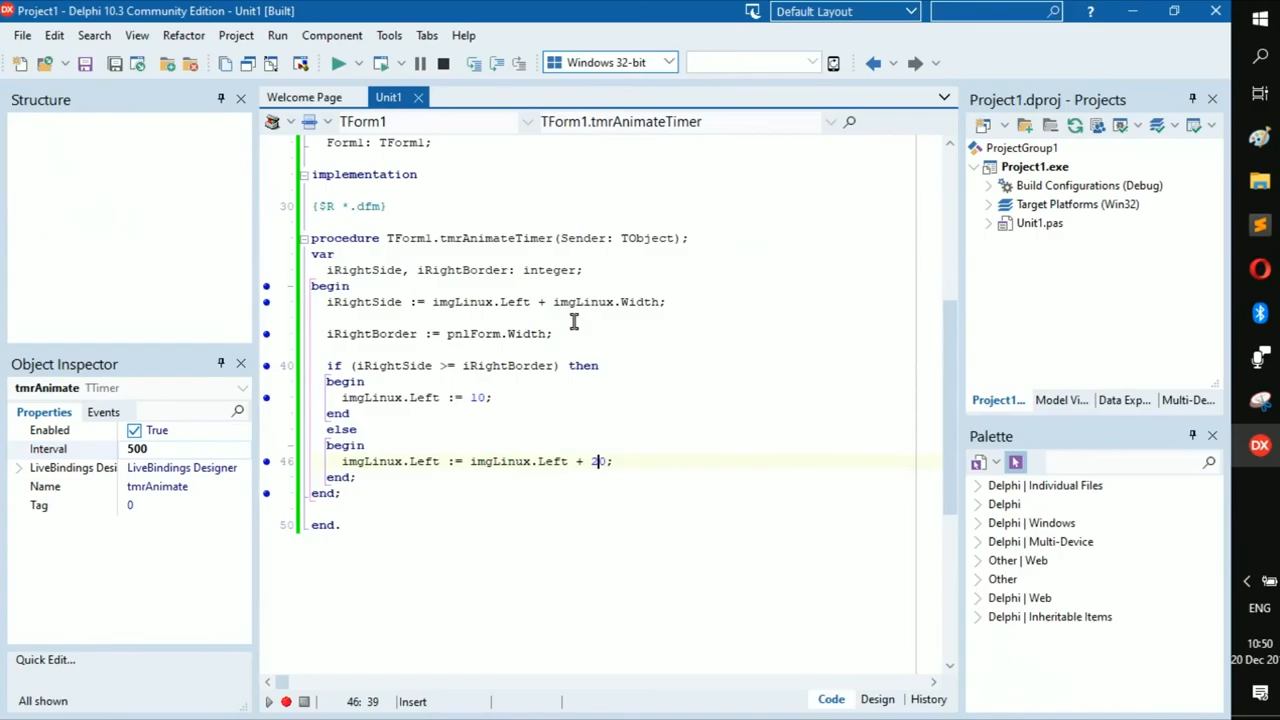 Project1 - Delphi 10.3 Community Edition - Unit1 [Built]
Default Layout
?
File Edit Search View Refactor Project Run Component Tools Tabs Help
Windows 32-bit
Structure
Object Inspector
tmrAnimate TTimer
Properties Events
Enabled True
Interval 500
LiveBindings Desi LiveBindings Designer
Name tmrAnimate
Tag 0
Quick Edit...
All shown
Welcome Page Unit1
TForm1 TForm1.tmrAnimateTimer
Form1: TForm1;
implementation
30 {$R *.dfm}
procedure TForm1.tmrAnimateTimer(Sender: TObject);
var
iRightSide, iRightBorder: integer;
begin
iRightSide := imgLinux.Left + imgLinux.Width;
iRightBorder := pnlForm.Width;
40 if (iRightSide >= iRightBorder) then
begin
imgLinux.Left := 10;
end
else
begin
46 imgLinux.Left := imgLinux.Left + 20;
end;
end;
50 end.
46: 39 Insert
Code Design History
Project1.dproj - Projects
ProjectGroup1
Project1.exe
Build Configurations (Debug)
Target Platforms (Win32)
Unit1.pas
Project1... Model Vi... Data Exp... Multi-De...
Palette
Delphi | Individual Files
Delphi
Delphi | Windows
Delphi | Multi-Device
Other | Web
Other
Delphi | Web
Delphi | Inheritable Items
DX
DX
ENG
10:50
20 Dec 20